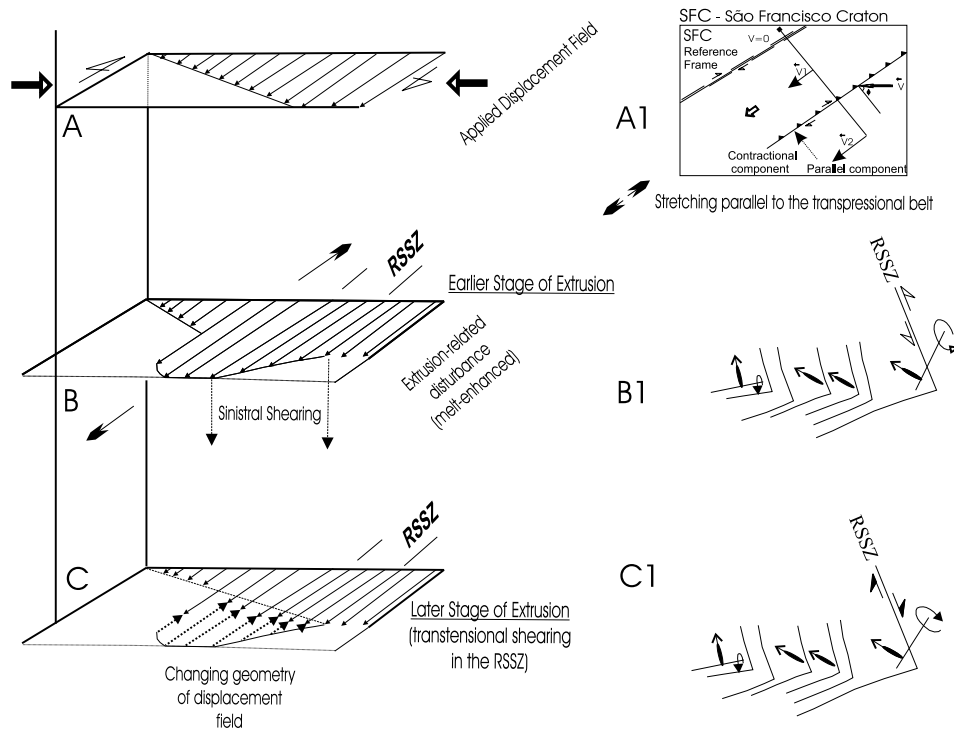 SFC - São Francisco Craton
SFC
Reference
Frame
V=0
V1
V
V2
Contractional
component
Parallel component
A
Applied Displacement Field
A1
Stretching parallel to the transpressional belt
RSSZ
Earlier Stage of Extrusion
Extrusion-related
disturbance
(melt-enhanced)
B
Sinistral Shearing
RSSZ
B1
RSSZ
C
Later Stage of Extrusion
(transtensional shearing
in the RSSZ)
Changing geometry
of displacement
field
RSSZ
C1